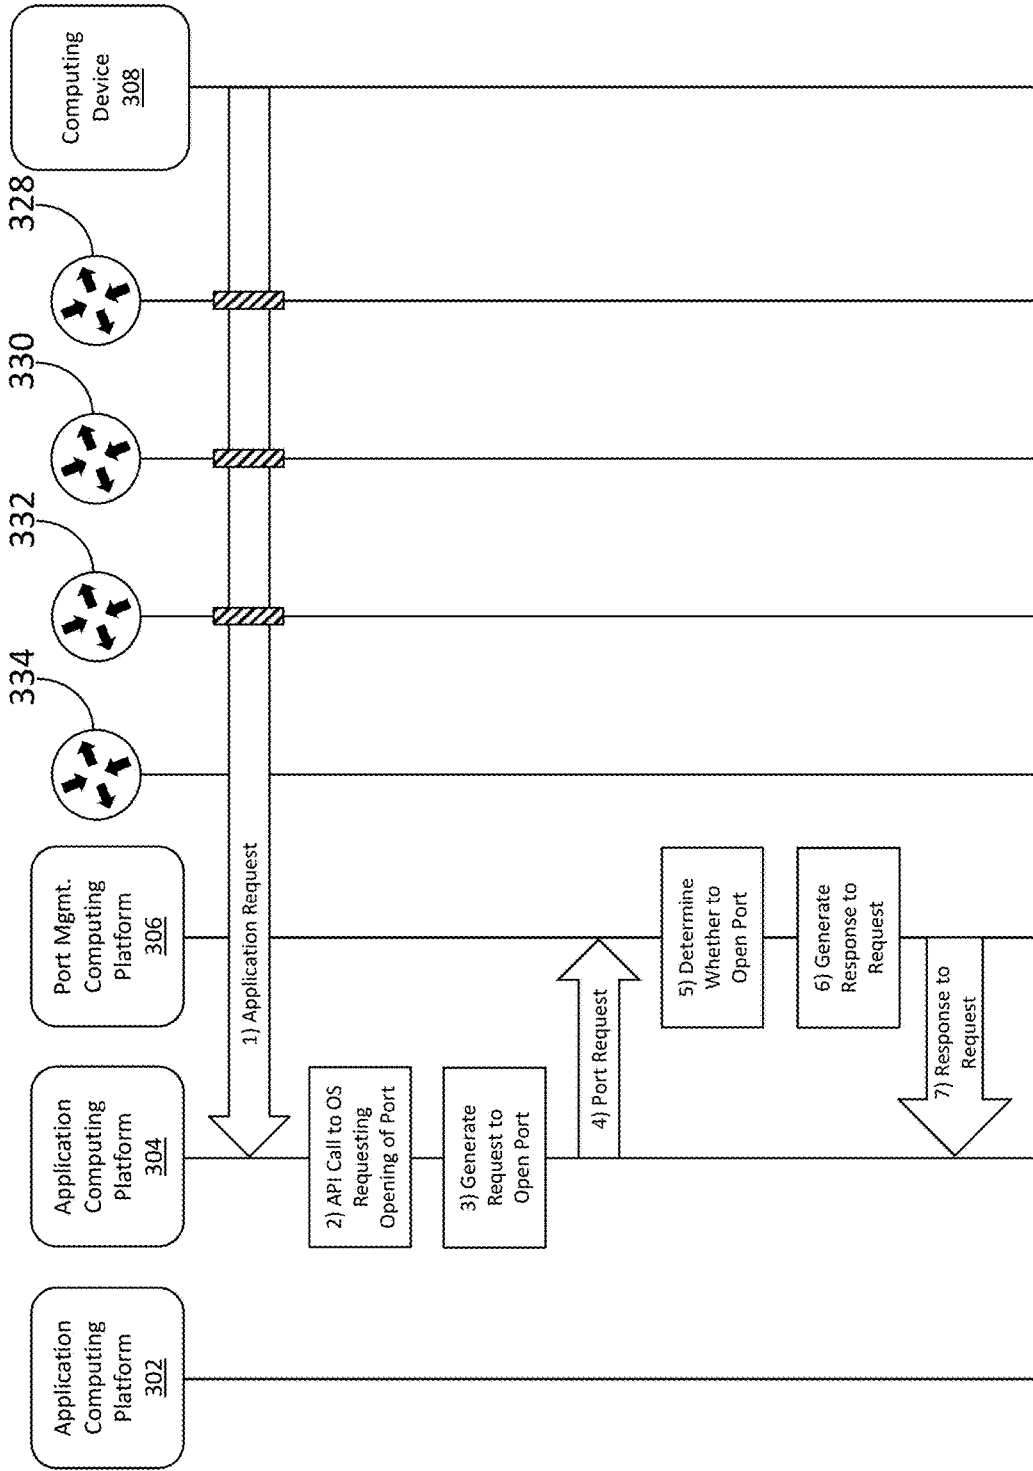 Application
Computing
Platform
302
Application
Computing
Platform
304
Port Mgmt.
Computing
Platform
306
334
332
330
328
Computing
Device
308
1) Application Request
2) API Call to OS
Requesting
Opening of Port
3) Generate
Request to
Open Port
4) Port Request
5) Determine
Whether to
Open Port
6) Generate
Response to
Request
7) Response to
Request